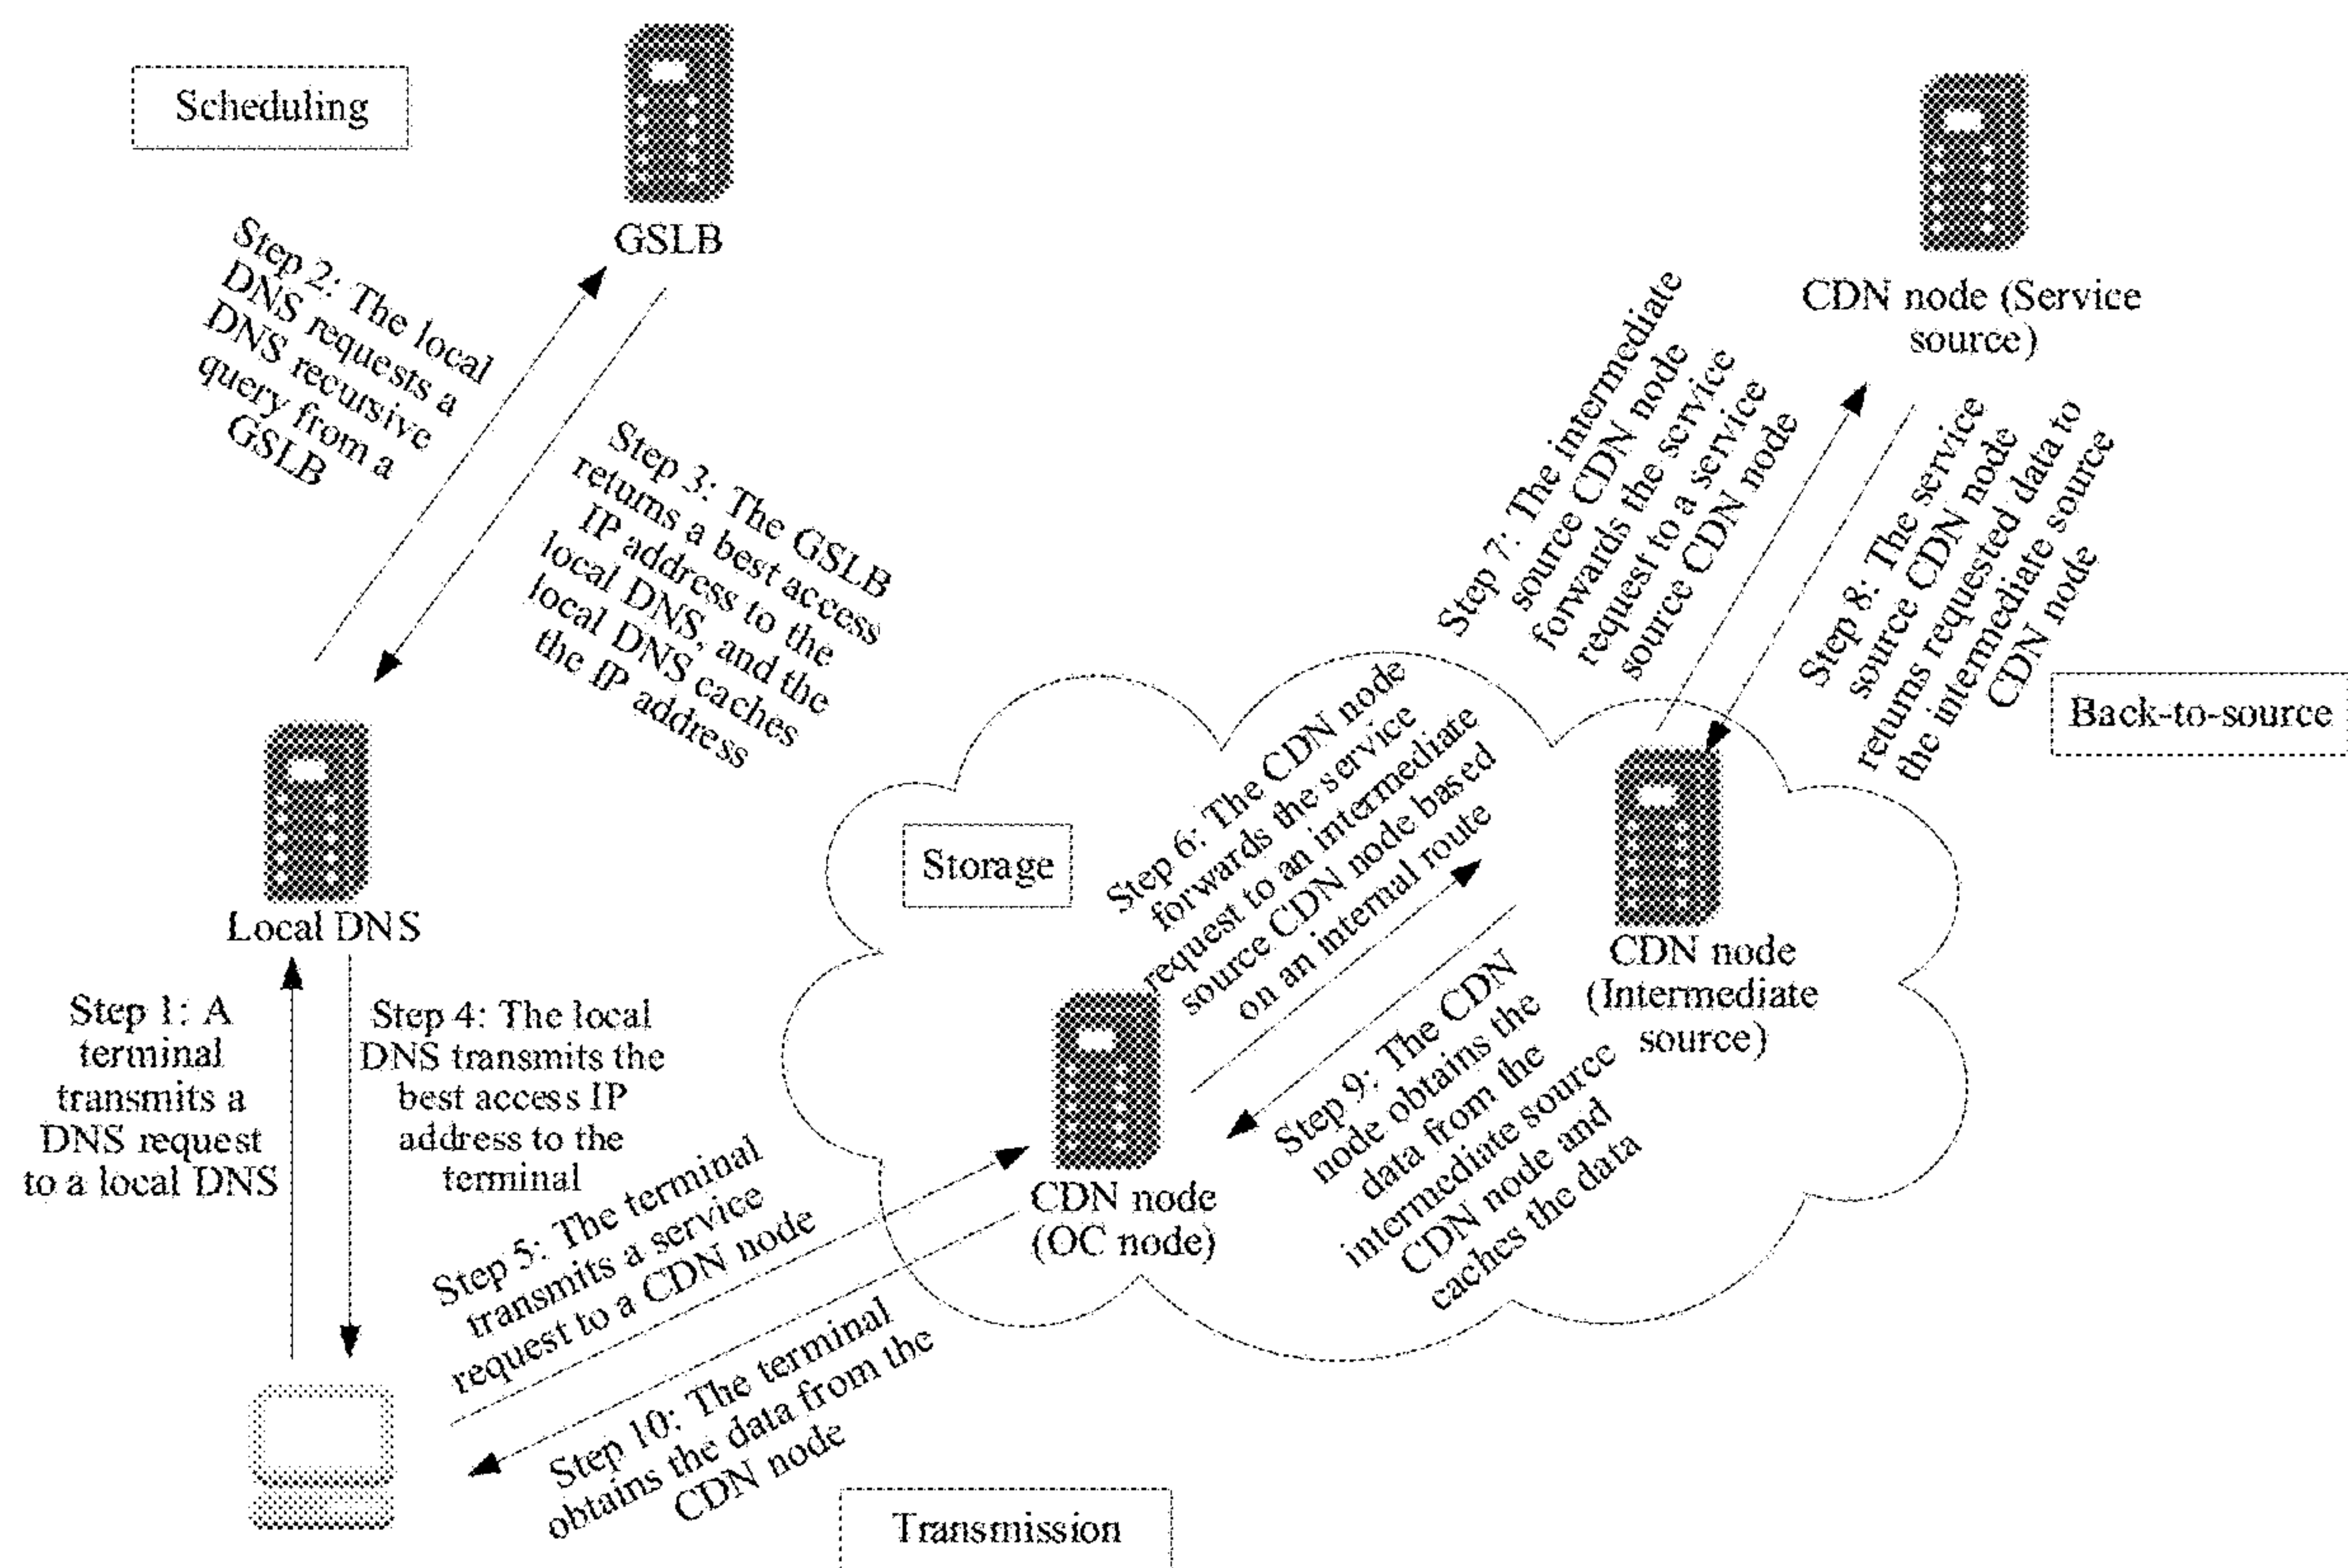 Scheduling
GSLB
CDN node (Service
source)
Step 2: The local
DNS requests a
DNS recursive
query from a
GSLB
Step 3: The GSLB
returns a best access
IP address to the
local DNS, and the
local DNS caches
the IP address
Step 7: The intermediate
source CDN node
forwards the service
request to a service
source CDN node
Step 8: The service
source CDN node
returns requested data to
the intermediate source
CDN node
Back-to-source
Local DNS
Storage
Step 6: The CDN node
forwards the service
request to an intermediate
source CDN node based
on an internal route
CDN node
(Intermediate
source)
Step 1: A
terminal
transmits a
DNS request
to a local DNS
Step 4: The local
DNS transmits the
best access IP
address to the
terminal
Step 9: The CDN
node obtains the
data from the
intermediate source
CDN node and
caches the data
CDN node
(OC node)
Step 5: The terminal
transmits a service
request to a CDN node
Step 10: The terminal
obtains the data from the
CDN node
Transmission